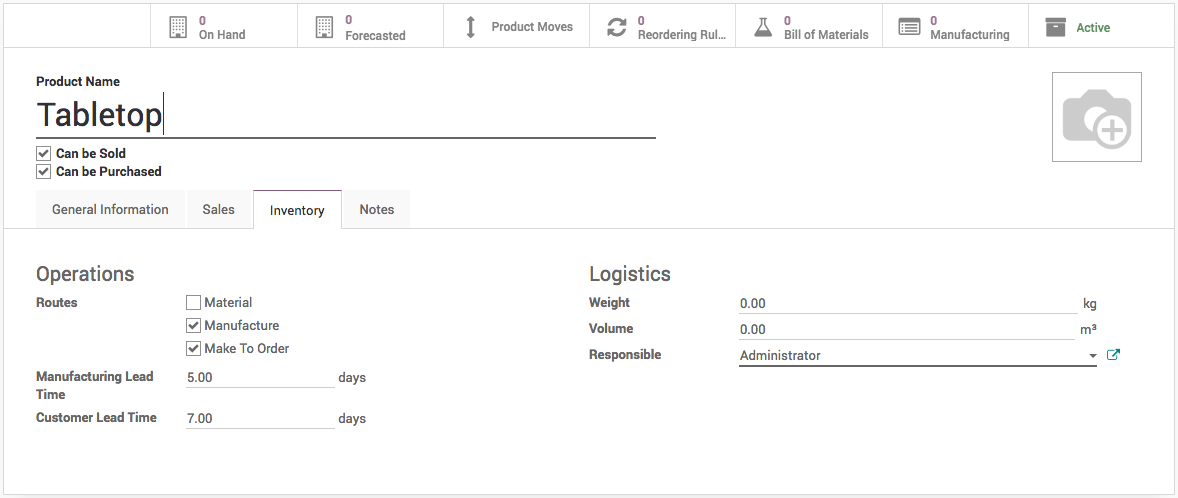 0 On Hand
0 Forecasted
Product Moves
0 Reordering Rul...
0 Bill of Materials
0 Manufacturing
Active
Product Name
Tabletop
Can be Sold
Can be Purchased
General Information Sales Inventory Notes
Operations
Routes Material
Manufacture
Make To Order
Manufacturing Lead Time 5.00 days
Customer Lead Time 7.00 days
Logistics
Weight 0.00 kg
Volume 0.00 m³
Responsible Administrator